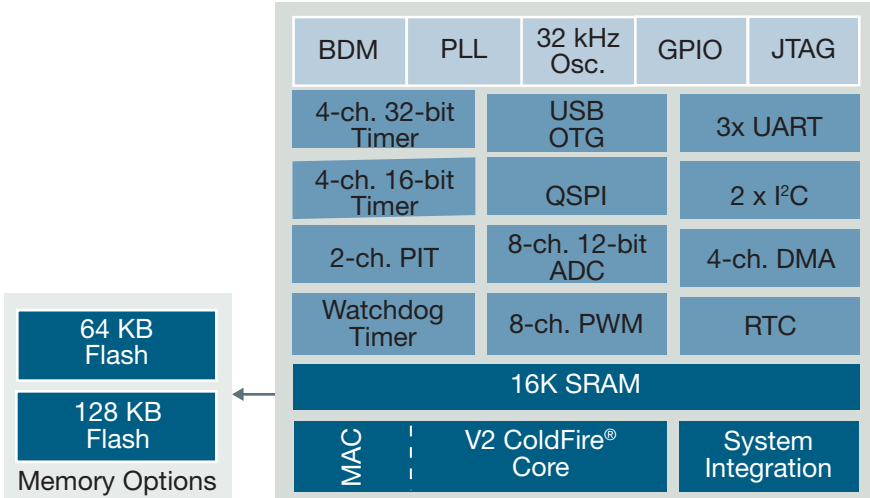 BDM
PLL
32 kHz
Osc.
GPIO
JTAG
4-ch. 32-bit
Timer
USB
OTG
3x UART
4-ch. 16-bit
Timer
QSPI
2 x I²C
2-ch. PIT
8-ch. 12-bit
ADC
4-ch. DMA
Watchdog
Timer
8-ch. PWM
RTC
16K SRAM
MAC
V2 ColdFire®
Core
System
Integration
64 KB
Flash
128 KB
Flash
Memory Options